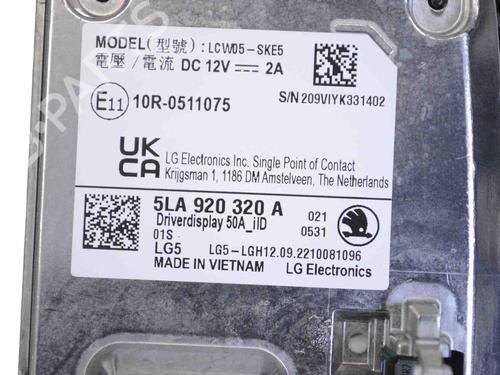 MODEL(型號):LCW05-SKE5
電壓/電流 DC 12V ⎓ 2A
S/N 209VIYK331402
E11 10R-0511075
UK
CA
LG Electronics Inc. Single Point of Contact
Krijgsman 1, 1186 DM Amstelveen, The Netherlands
5LA 920 320 A 021
Driverdisplay 50A_iID 0531
01S
LG5 LG5-LGH12.09.2210081096
MADE IN VIETNAM LG Electronics